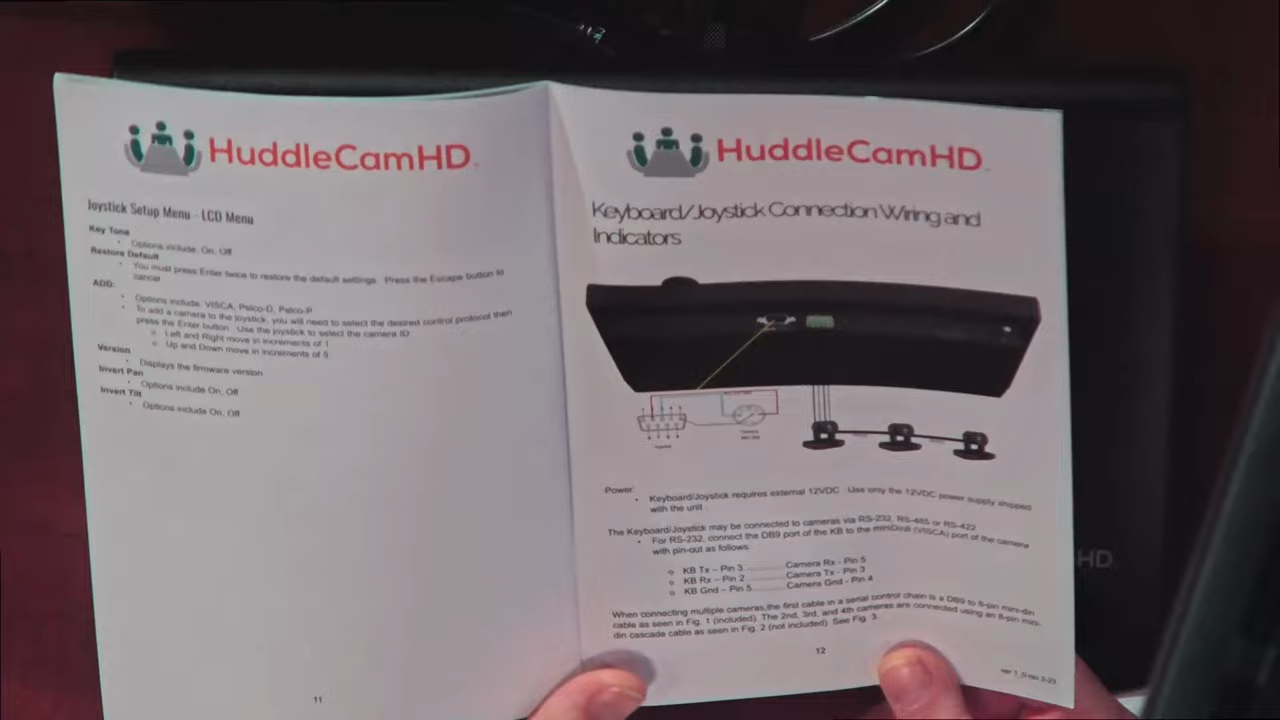 HuddleCamHD
Joystick Setup Menu - LCD Menu
Key Tone
• Options include: On, Off
Restore Default
• You must press Enter twice to restore the default settings. Press the Escape button to
cancel
ADD:
• Options include: VISCA, Pelco-D, Pelco-P
• To add a camera to the joystick, you will need to select the desired control protocol then
press the Enter button. Use the joystick to select the camera ID
o Left and Right move in increments of 1
o Up and Down move in increments of 5
Version
• Displays the firmware version
Invert Pan
• Options include On, Off
Invert Tilt
• Options include On, Off
11
HuddleCamHD
Keyboard/Joystick Connection Wiring and
Indicators
Power:
• Keyboard/Joystick requires external 12VDC. Use only the 12VDC power supply shipped
with the unit.
The Keyboard/Joystick may be connected to cameras via RS-232, RS-485 or RS-422
• For RS-232, connect the DB9 port of the KB to the miniDin8 (VISCA) port of the camera
with pin-out as follows:
o KB Tx – Pin 3 ............ Camera Rx - Pin 5
o KB Rx – Pin 2 ............ Camera Tx - Pin 3
o KB Gnd – Pin 5 ............ Camera Gnd - Pin 4
When connecting multiple cameras,the first cable in a serial control chain is a DB9 to 8-pin mini-din
cable as seen in Fig. 1 (included). The 2nd, 3rd, and 4th cameras are connected using an 8-pin mini-
din cascade cable as seen in Fig. 2 (not included). See Fig. 3.
12
ver 1_0 rev 2-23
HD